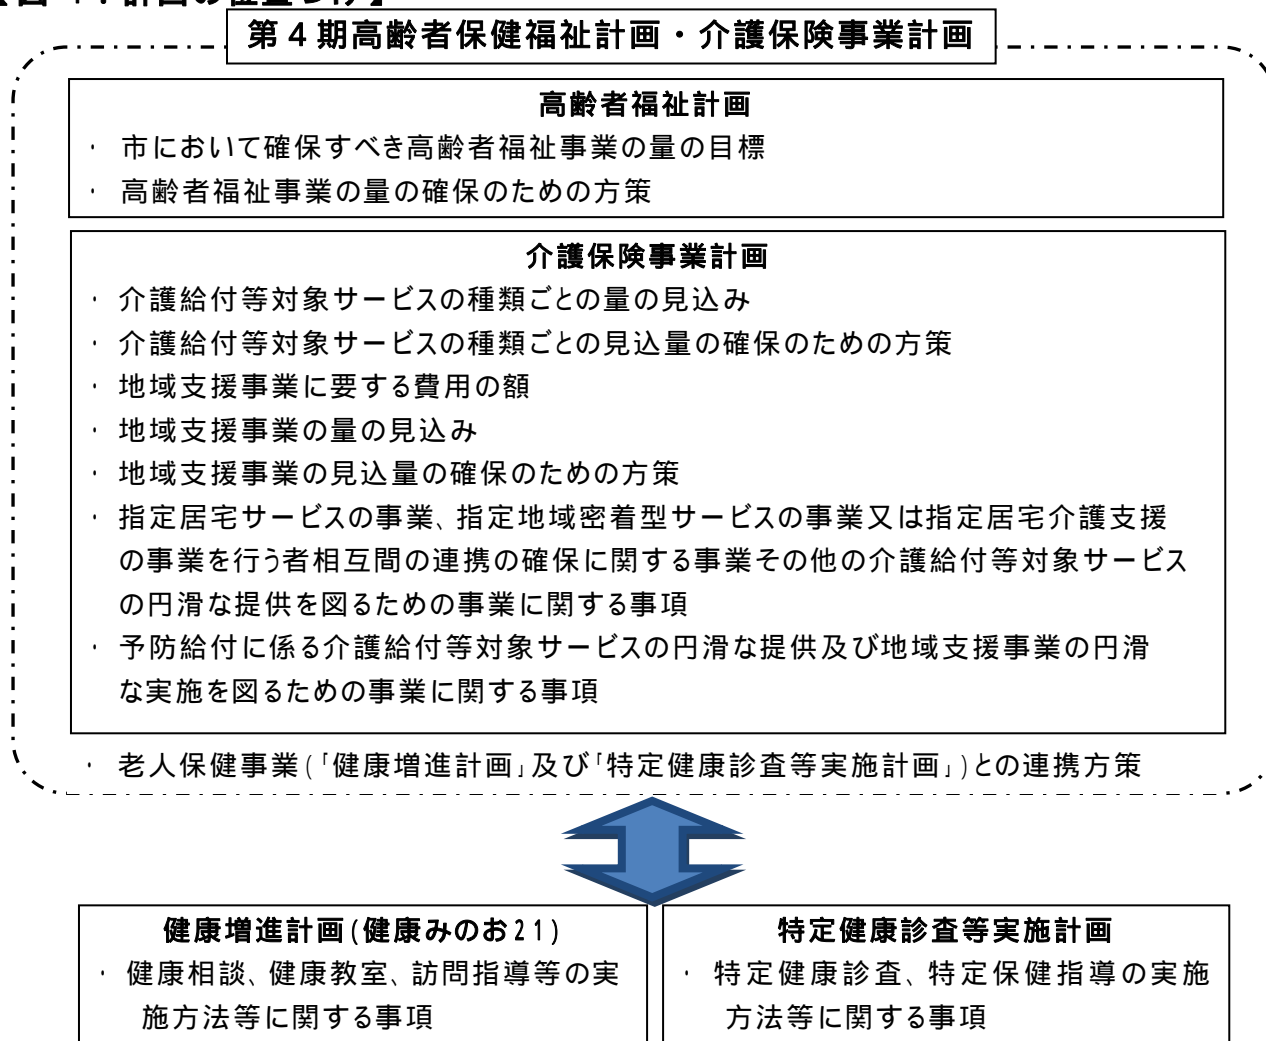 第4期高齢者保健福祉計画・介護保険事業計画
高齢者福祉計画
・ 市において確保すべき高齢者福祉事業の量の目標
・ 高齢者福祉事業の量の確保のための方策
介護保険事業計画
・ 介護給付等対象サービスの種類ごとの量の見込み
・ 介護給付等対象サービスの種類ごとの見込量の確保のための方策
・ 地域支援事業に要する費用の額
・ 地域支援事業の量の見込み
・ 地域支援事業の見込量の確保のための方策
・ 指定居宅サービスの事業、指定地域密着型サービスの事業又は指定居宅介護支援
の事業を行う者相互間の連携の確保に関する事業その他の介護給付等対象サービス
の円滑な提供を図るための事業に関する事項
・ 予防給付に係る介護給付等対象サービスの円滑な提供及び地域支援事業の円滑
な実施を図るための事業に関する事項
・ 老人保健事業(「健康増進計画」及び「特定健康診査等実施計画」)との連携方策
健康増進計画(健康みのお21)
・ 健康相談、健康教室、訪問指導等の実
施方法等に関する事項
特定健康診査等実施計画
・ 特定健康診査、特定保健指導の実施
方法等に関する事項